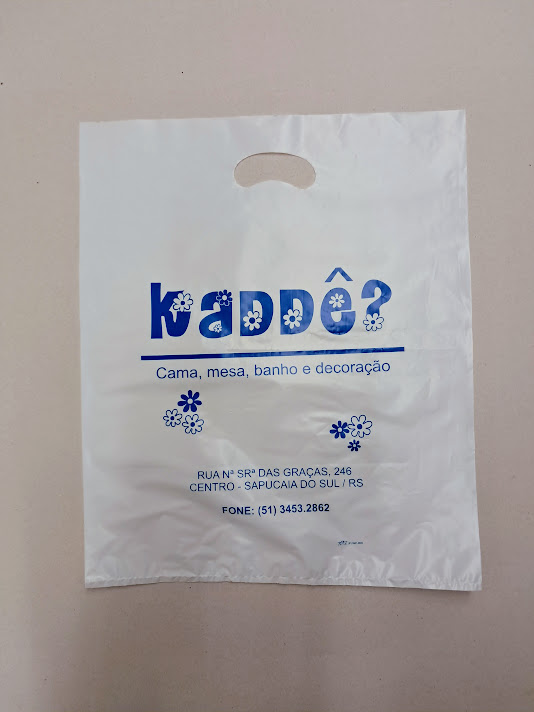 KaDDê?
Cama, mesa, banho e decoração
RUA Nª SRª DAS GRAÇAS, 246
CENTRO - SAPUCAIA DO SUL / RS
FONE: (51) 3453.2862